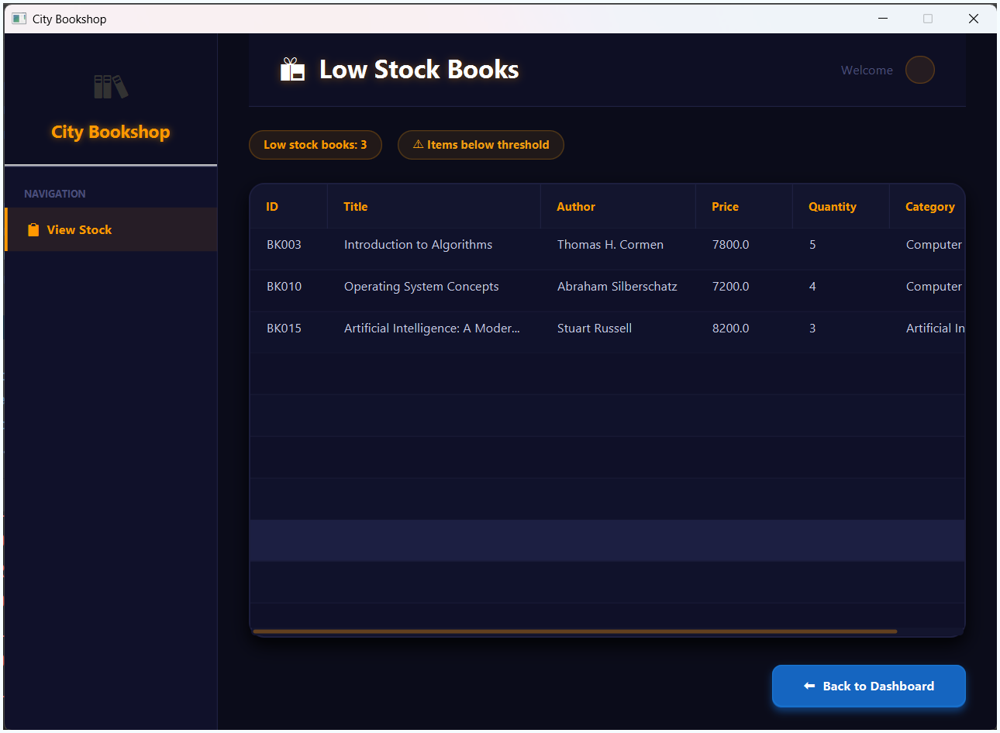 City Bookshop
Low Stock Books
Welcome
City Bookshop
Low stock books: 3
⚠ Items below threshold
NAVIGATION
View Stock
ID Title Author Price Quantity Category
BK003 Introduction to Algorithms Thomas H. Cormen 7800.0 5 Computer
BK010 Operating System Concepts Abraham Silberschatz 7200.0 4 Computer
BK015 Artificial Intelligence: A Moder... Stuart Russell 8200.0 3 Artificial In
⬅ Back to Dashboard